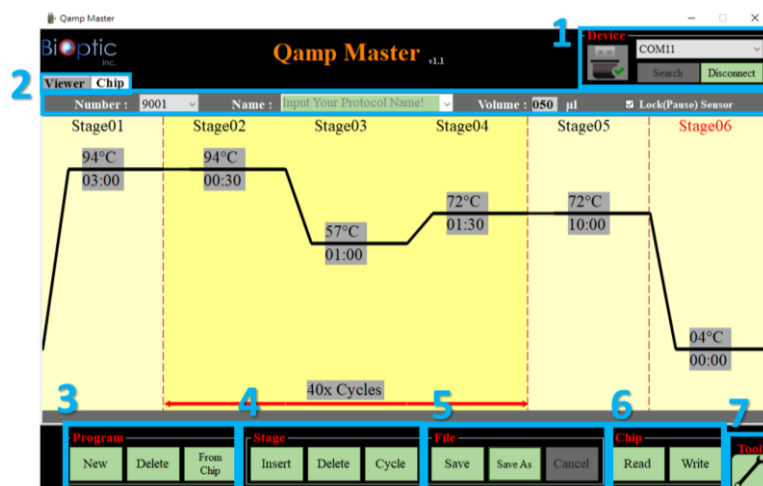 Qamp Master
BiOptic
Inc.
Qamp Master v1.1
1
Device
COM11
Search Disconnect
2
Viewer Chip
Number : 9001 Name : Input Your Protocol Name! Volume : 050 µl Lock(Pause) Sensor
Stage01 Stage02 Stage03 Stage04 Stage05 Stage06
94°C 94°C 57°C 72°C 72°C 04°C
03:00 00:30 01:00 01:30 10:00 00:00
40x Cycles
3 4 5 6 7
Program Stage File Chip Tool
New Delete From Chip Insert Delete Cycle Save Save As Cancel Read Write